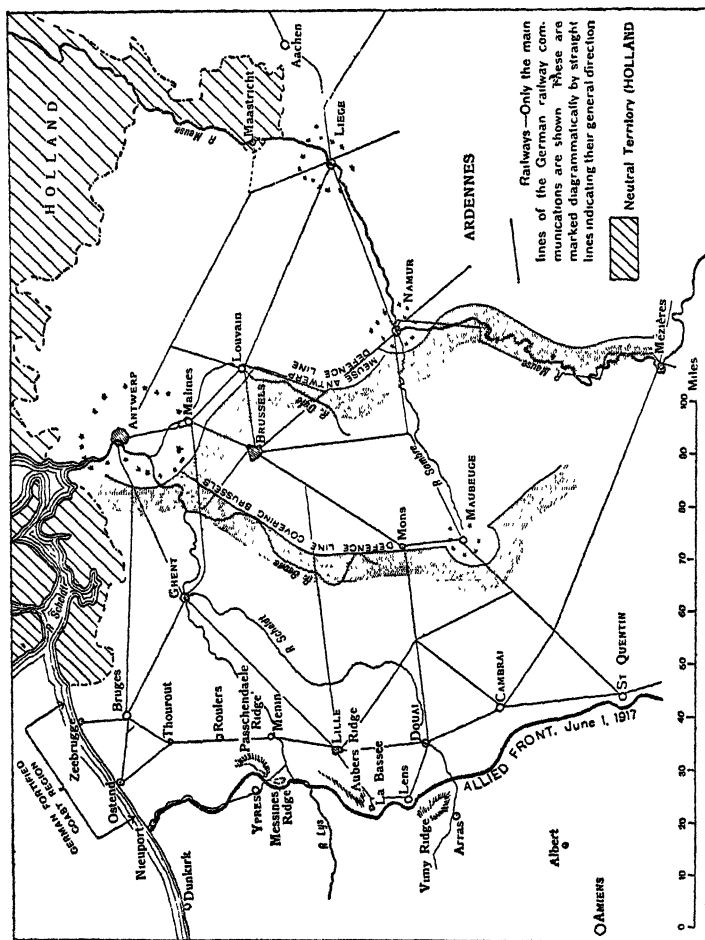 HOLLAND
R. Meuse
Maastricht
Aachen
LIEGE
R Scheldt
ANTWERP
Malines
Louvain
BRUSSELS
R. Dyle
MEUSE ANTWERP
DEFENCE LINE
NAMUR
ARDENNES
GERMAN FORTIFIED
COAST REGION
Zeebrugge
Bruges
Ostend
Nieuport
Dunkirk
Thourout
Roulers
GHENT
DEFENCE LINE COVERING BRUSSELS
R. Scheldt
Passchendaele
Ridge
Menin
YPRES
Messines
Ridge
R Lys
LILLE
Aubers
Ridge
La Bassee
Lens
DOUAI
Mons
R Sambre
MAUBEUGE
Vimy Ridge
Arras
CAMBRAI
R. Meuse
Mézières
Albert
ALLIED FRONT, June 1, 1917
ST QUENTIN
AMIENS
0 10 20 30 40 50 60 70 80 90 100 Miles
Railways—Only the main
lines of the German railway com-
munications are shown These are
marked diagrammatically by straight
lines indicating their general direction
Neutral Territory (HOLLAND